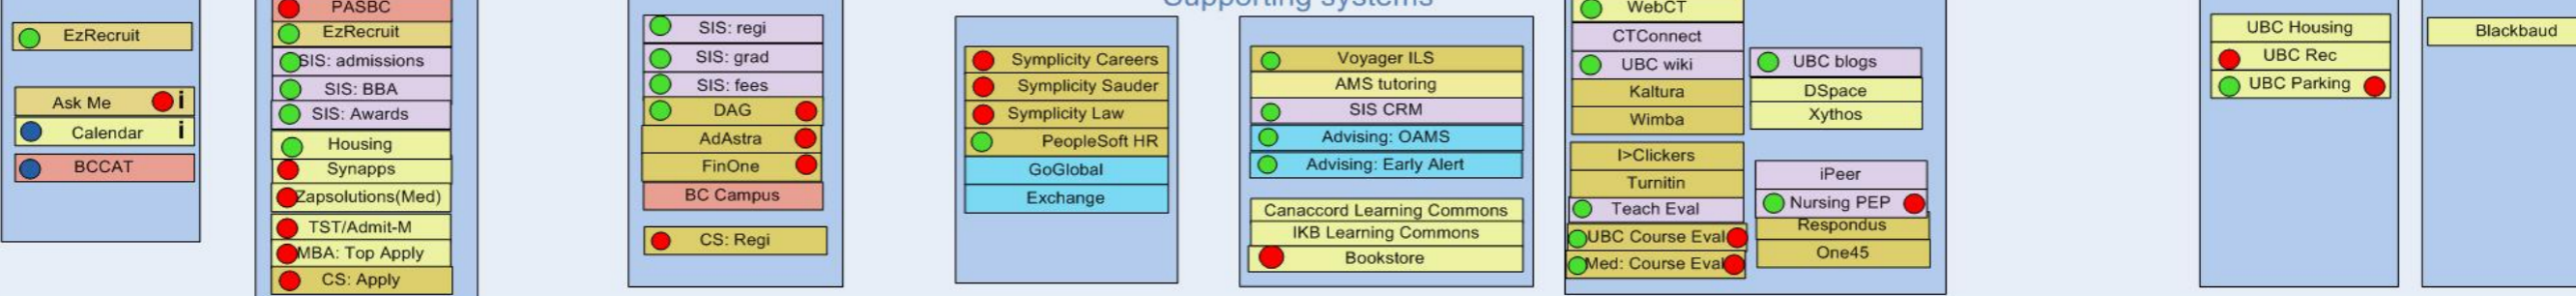 Supporting systems
EzRecruit
Ask Me i
Calendar i
BCCAT
PASBC
EzRecruit
SIS: admissions
SIS: BBA
SIS: Awards
Housing
Synapps
Zapsolutions(Med)
TST/Admit-M
MBA: Top Apply
CS: Apply
SIS: regi
SIS: grad
SIS: fees
DAG
AdAstra
FinOne
BC Campus
CS: Regi
Symplicity Careers
Symplicity Sauder
Symplicity Law
PeopleSoft HR
GoGlobal
Exchange
Voyager ILS
AMS tutoring
SIS CRM
Advising: OAMS
Advising: Early Alert
Canaccord Learning Commons
IKB Learning Commons
Bookstore
WebCT
CTConnect
UBC wiki
Kaltura
Wimba
I>Clickers
Turnitin
Teach Eval
UBC Course Eval
Med: Course Eval
UBC blogs
DSpace
Xythos
iPeer
Nursing PEP
Respondus
One45
UBC Housing
UBC Rec
UBC Parking
Blackbaud